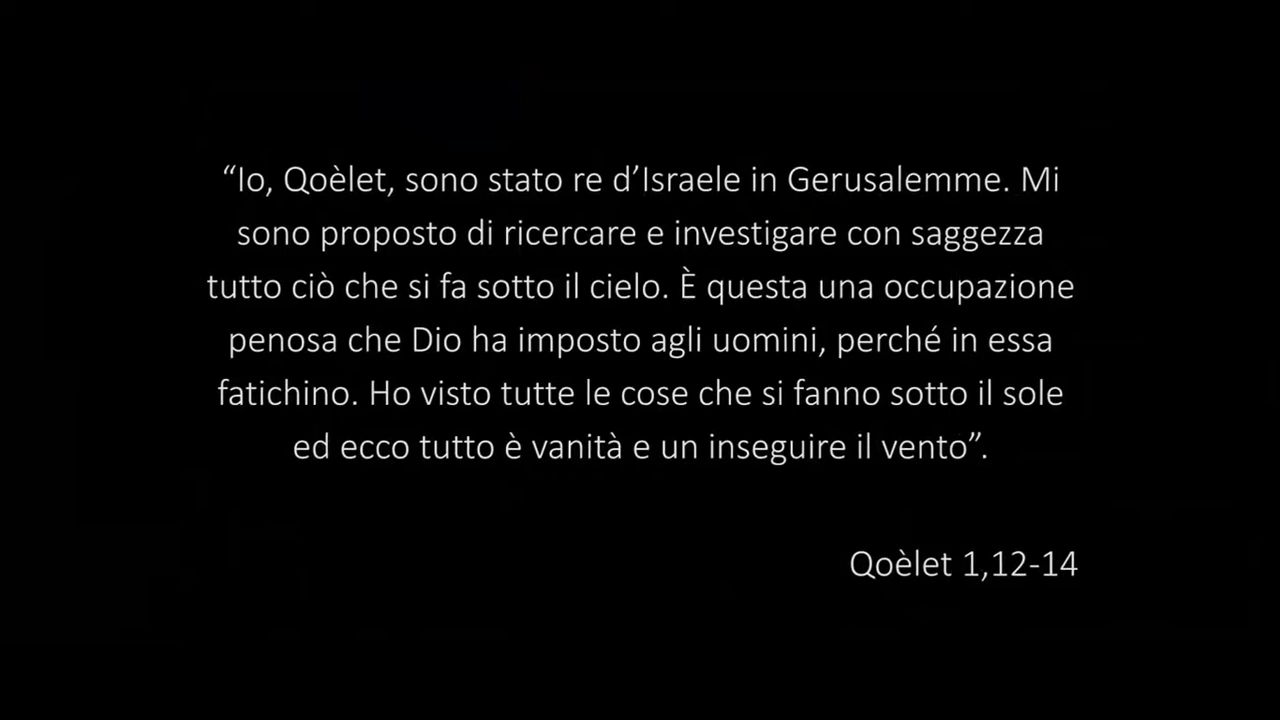 “Io, Qoèlet, sono stato re d’Israele in Gerusalemme. Mi
sono proposto di ricercare e investigare con saggezza
tutto ciò che si fa sotto il cielo. È questa una occupazione
penosa che Dio ha imposto agli uomini, perché in essa
fatichino. Ho visto tutte le cose che si fanno sotto il sole
ed ecco tutto è vanità e un inseguire il vento”.
Qoèlet 1,12-14